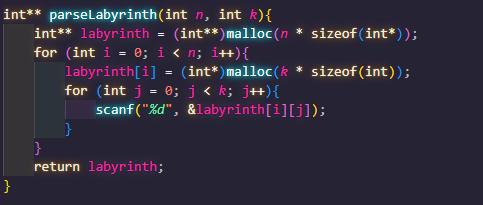 int** parseLabyrinth(int n, int k){
    int** labyrinth = (int**)malloc(n * sizeof(int*));
    for (int i = 0; i < n; i++){
        labyrinth[i] = (int*)malloc(k * sizeof(int));
        for (int j = 0; j < k; j++){
            scanf("%d", &labyrinth[i][j]);
        }
    }
    return labyrinth;
}